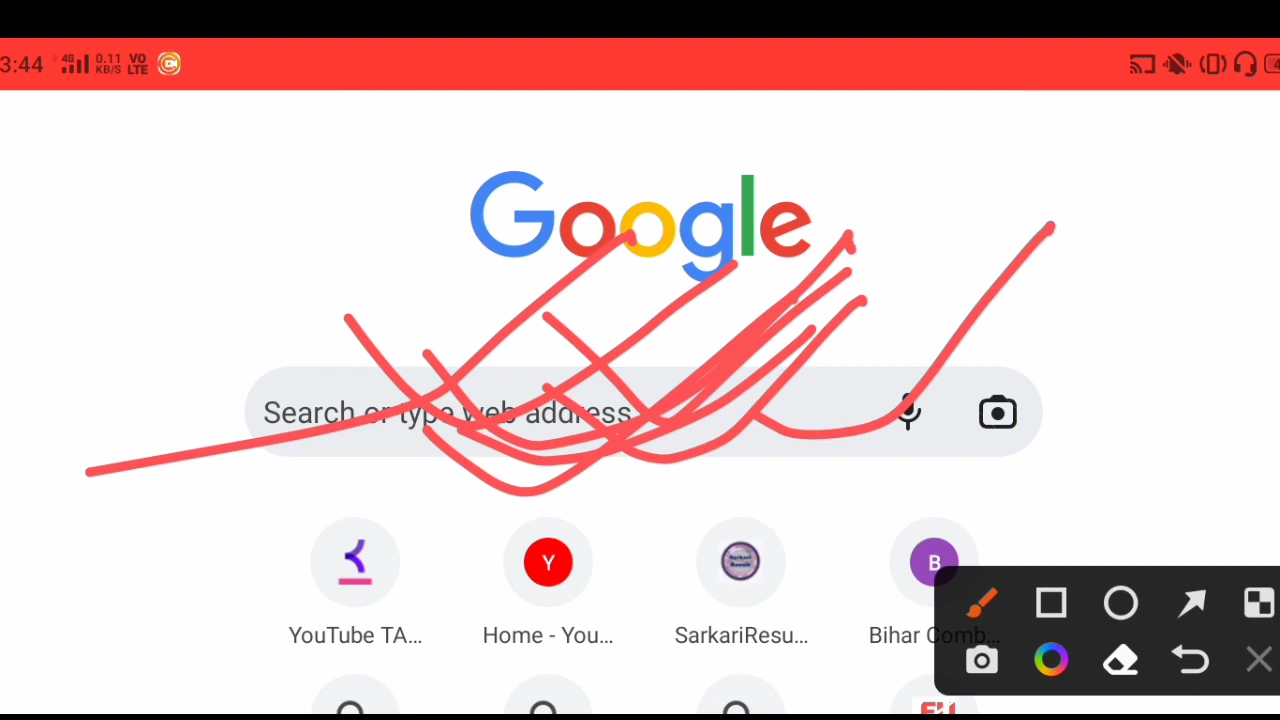 3:44 4G 0.11 KB/S VO LTE
Google
Search or type web address
YouTube TA... Home - You... SarkariResu... Bihar Comb...
Y
B